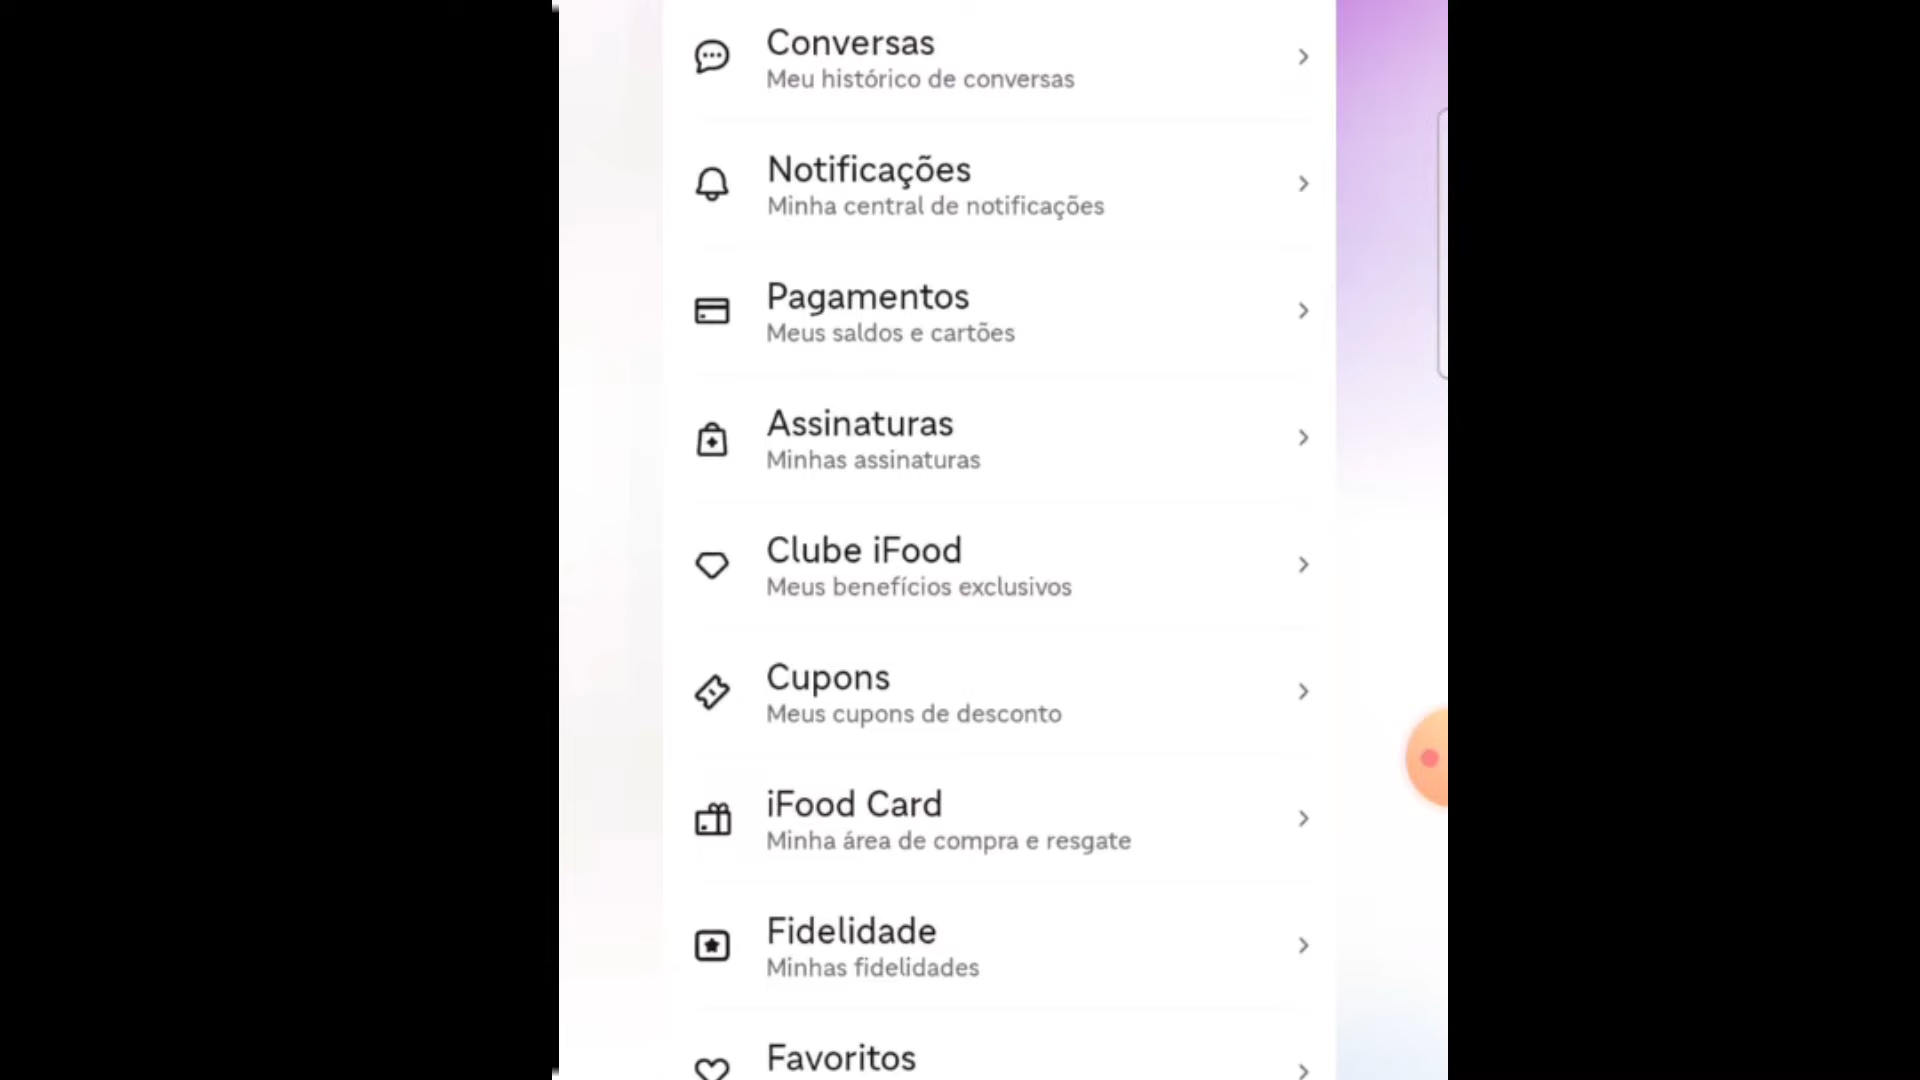 Conversas
Meu histórico de conversas
Notificações
Minha central de notificações
Pagamentos
Meus saldos e cartões
Assinaturas
Minhas assinaturas
Clube iFood
Meus benefícios exclusivos
Cupons
Meus cupons de desconto
iFood Card
Minha área de compra e resgate
Fidelidade
Minhas fidelidades
Favoritos